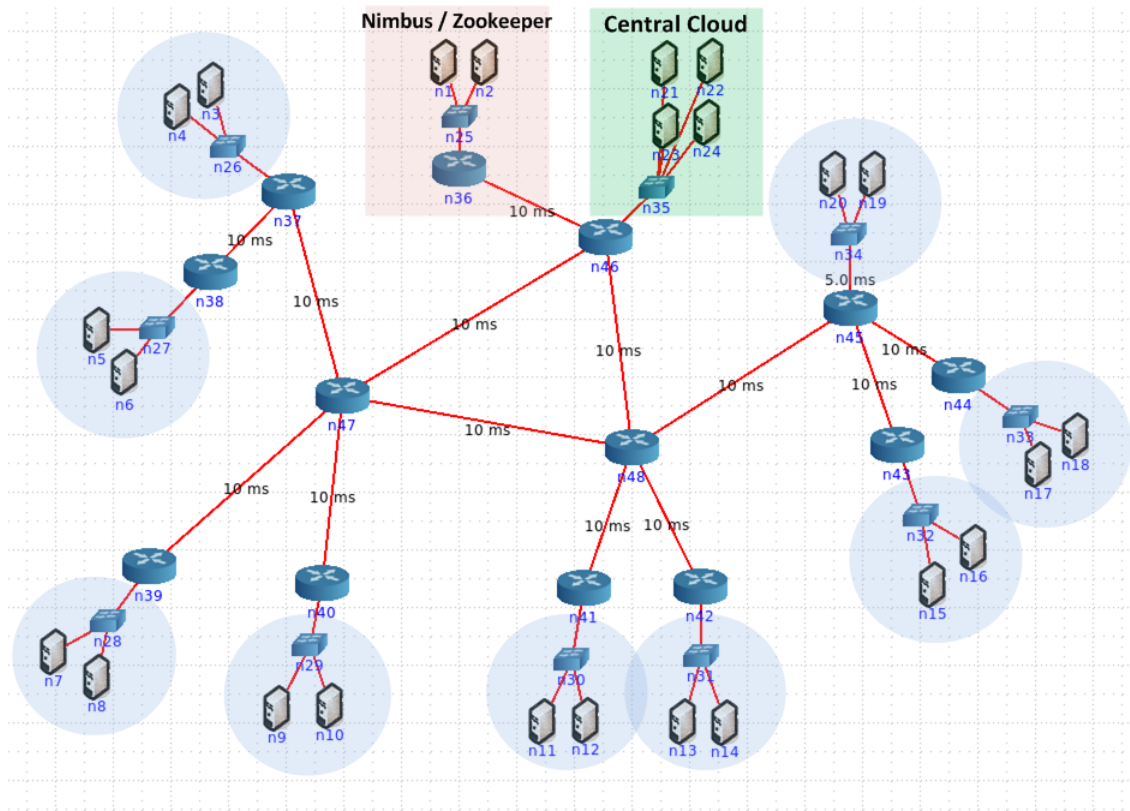 Nimbus / Zookeeper
Central Cloud
n1
n2
n21
n22
n3
n4
n25
n23
n24
n26
n36
n35
n20
n19
n37
10 ms
n34
10 ms
n46
5.0 ms
n38
10 ms
n45
n5
n27
10 ms
10 ms
10 ms
n6
10 ms
10 ms
n44
n47
10 ms
n33
n18
n48
n43
n17
10 ms
10 ms
10 ms
10 ms
n32
n16
n39
n40
n41
n42
n15
n28
n29
n30
n31
n7
n8
n9
n10
n11
n12
n13
n14